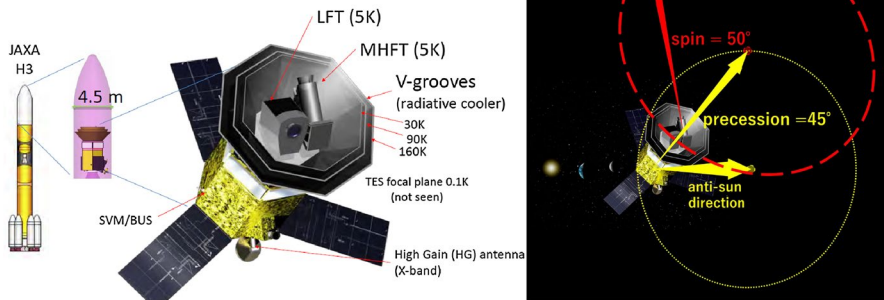 JAXA
H3
4.5 m
LFT (5K)
MHFT (5K)
V-grooves
(radiative cooler)
30K
90K
160K
TES focal plane 0.1K
(not seen)
SVM/BUS
High Gain (HG) antenna
(X-band)
spin = 50°
precession =45°
anti-sun
direction